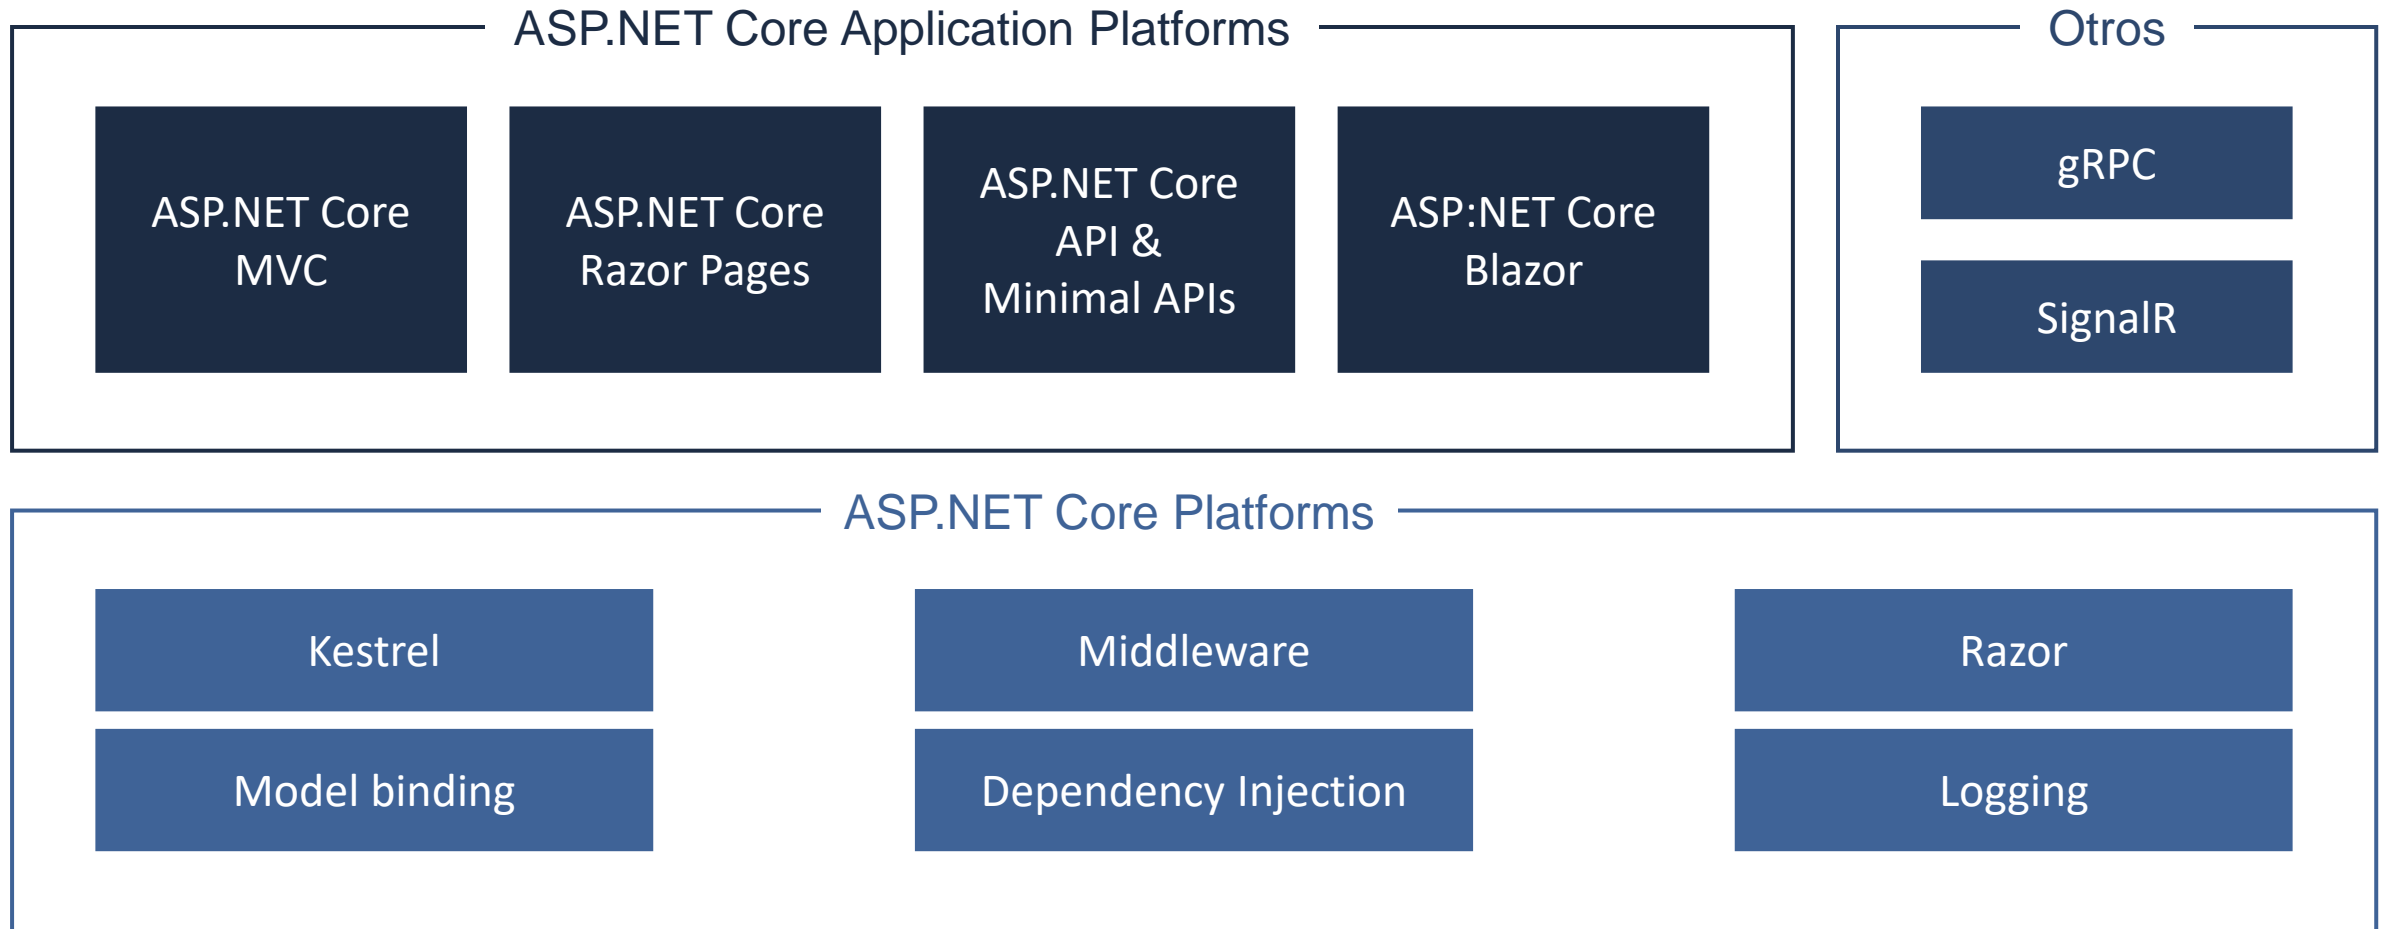 ASP.NET Core Application Platforms
ASP.NET Core
MVC
ASP.NET Core
Razor Pages
ASP.NET Core
API &
Minimal APIs
ASP:NET Core
Blazor
Otros
gRPC
SignalR
ASP.NET Core Platforms
Kestrel
Middleware
Razor
Model binding
Dependency Injection
Logging